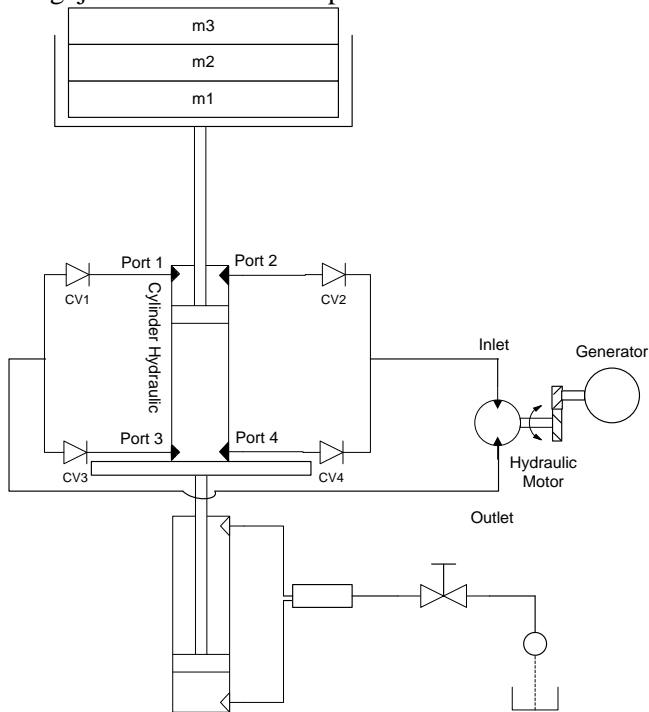 m3
m2
m1
Port 1
Port 2
CV1
CV2
Cylinder Hydraulic
Inlet
Generator
Port 3
Port 4
CV3
CV4
Hydraulic
Motor
Outlet